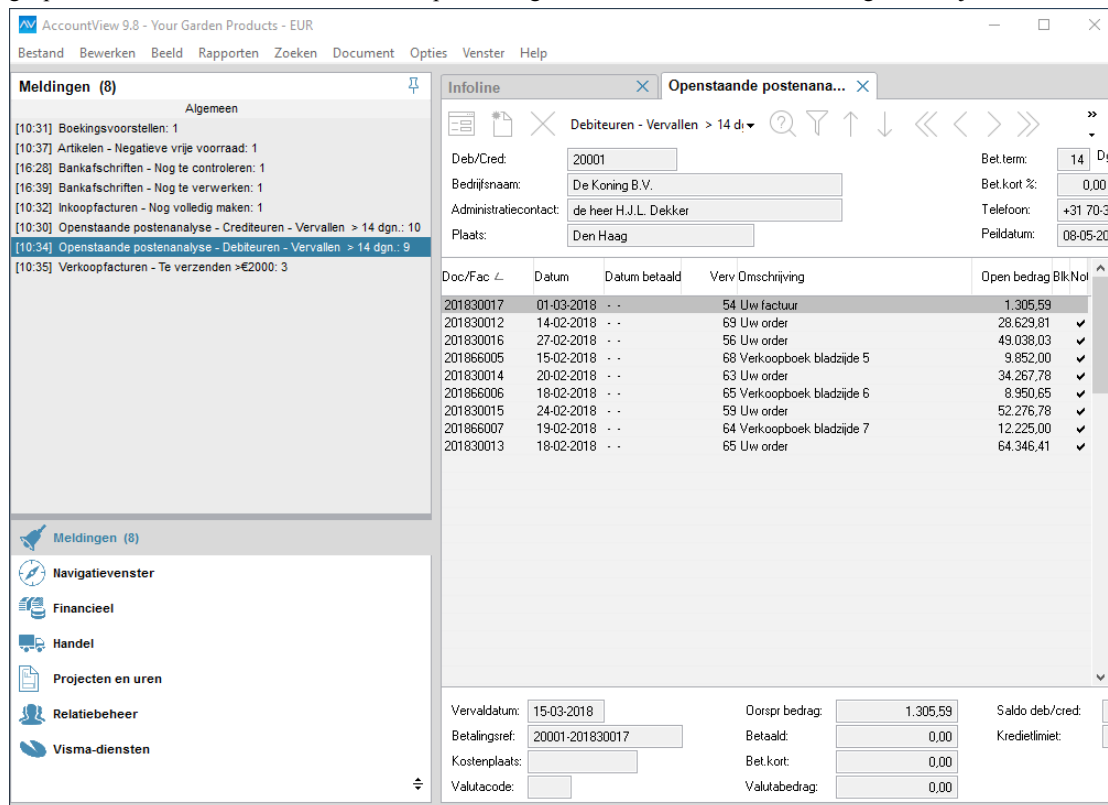 AccountView 9.8 - Your Garden Products - EUR
Bestand Bewerken Beeld Rapporten Zoeken Document Opties Venster Help
Meldingen (8)
Algemeen
[10:31] Boekingsvoorstellen: 1
[10:37] Artikelen - Negatieve vrije voorraad: 1
[16:28] Bankafschriften - Nog te controleren: 1
[16:39] Bankafschriften - Nog te verwerken: 1
[10:32] Inkoopfacturen - Nog volledig maken: 1
[10:30] Openstaande postenanalyse - Crediteuren - Vervallen > 14 dgn.: 10
[10:34] Openstaande postenanalyse - Debiteuren - Vervallen > 14 dgn.: 9
[10:35] Verkoopfacturen - Te verzenden >€2000: 3
Meldingen (8)
Navigatievenster
Financieel
Handel
Projecten en uren
Relatiebeheer
Visma-diensten
Infoline Openstaande postenana...
Debiteuren - Vervallen > 14 d
Deb/Cred: 20001 Bet.term: 14 Dg
Bedrijfsnaam: De Koning B.V. Bet.kort %: 0,00
Administratiecontact: de heer H.J.L. Dekker Telefoon: +31 70-3
Plaats: Den Haag Peildatum: 08-05-20
Doc/Fac Datum Datum betaald Verv Omschrijving Open bedrag Blk Not
201830017 01-03-2018 - - 54 Uw factuur 1.305,59
201830012 14-02-2018 - - 69 Uw order 28.629,81 ✔
201830016 27-02-2018 - - 56 Uw order 49.038,03 ✔
201866005 15-02-2018 - - 68 Verkoopboek bladzijde 5 9.852,00 ✔
201830014 20-02-2018 - - 63 Uw order 34.267,78 ✔
201866006 18-02-2018 - - 65 Verkoopboek bladzijde 6 8.950,65 ✔
201830015 24-02-2018 - - 59 Uw order 52.276,78 ✔
201866007 19-02-2018 - - 64 Verkoopboek bladzijde 7 12.225,00 ✔
201830013 18-02-2018 - - 65 Uw order 64.346,41 ✔
Vervaldatum: 15-03-2018 Oorspr bedrag: 1.305,59 Saldo deb/cred:
Betalingsref: 20001-201830017 Betaald: 0,00 Kredietlimiet:
Kostenplaats: Bet.kort: 0,00
Valutacode: Valutabedrag: 0,00